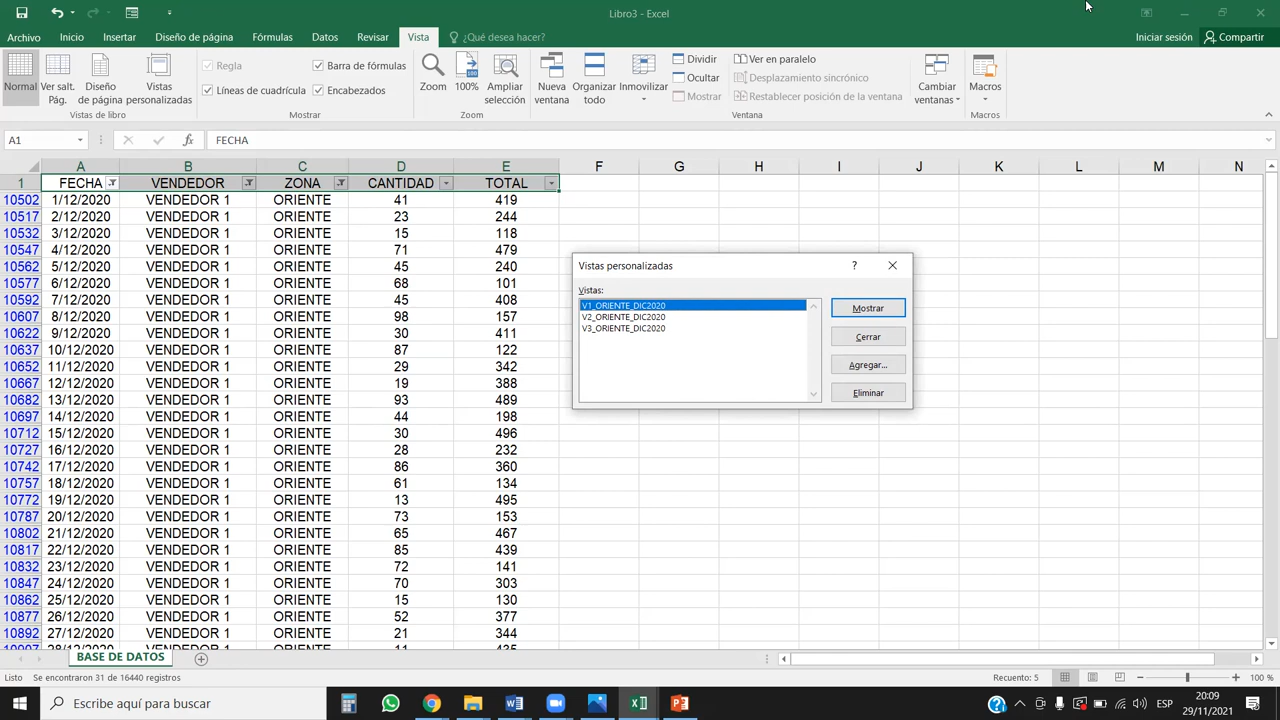 Libro3 - Excel
Archivo Inicio Insertar Diseño de página Fórmulas Datos Revisar Vista ¿Qué desea hacer? Iniciar sesión Compartir
Normal Ver salt. Pág. Diseño de página Vistas personalizadas
Vistas de libro
Regla Barra de fórmulas
Líneas de cuadrícula Encabezados
Mostrar
Zoom 100% Ampliar selección
Zoom
Nueva ventana Organizar todo Inmovilizar
Dividir Ver en paralelo
Ocultar Desplazamiento sincrónico
Mostrar Restablecer posición de la ventana
Cambiar ventanas
Ventana
Macros
Macros
A1 fx FECHA
A B C D E F G H I J K L M N
1 FECHA VENDEDOR ZONA CANTIDAD TOTAL
10502 1/12/2020 VENDEDOR 1 ORIENTE 41 419
10517 2/12/2020 VENDEDOR 1 ORIENTE 23 244
10532 3/12/2020 VENDEDOR 1 ORIENTE 15 118
10547 4/12/2020 VENDEDOR 1 ORIENTE 71 479
10562 5/12/2020 VENDEDOR 1 ORIENTE 45 240
10577 6/12/2020 VENDEDOR 1 ORIENTE 68 101
10592 7/12/2020 VENDEDOR 1 ORIENTE 45 408
10607 8/12/2020 VENDEDOR 1 ORIENTE 98 157
10622 9/12/2020 VENDEDOR 1 ORIENTE 30 411
10637 10/12/2020 VENDEDOR 1 ORIENTE 87 122
10652 11/12/2020 VENDEDOR 1 ORIENTE 29 342
10667 12/12/2020 VENDEDOR 1 ORIENTE 19 388
10682 13/12/2020 VENDEDOR 1 ORIENTE 93 489
10697 14/12/2020 VENDEDOR 1 ORIENTE 44 198
10712 15/12/2020 VENDEDOR 1 ORIENTE 30 496
10727 16/12/2020 VENDEDOR 1 ORIENTE 28 232
10742 17/12/2020 VENDEDOR 1 ORIENTE 86 360
10757 18/12/2020 VENDEDOR 1 ORIENTE 61 134
10772 19/12/2020 VENDEDOR 1 ORIENTE 13 495
10787 20/12/2020 VENDEDOR 1 ORIENTE 73 153
10802 21/12/2020 VENDEDOR 1 ORIENTE 65 467
10817 22/12/2020 VENDEDOR 1 ORIENTE 85 439
10832 23/12/2020 VENDEDOR 1 ORIENTE 72 141
10847 24/12/2020 VENDEDOR 1 ORIENTE 70 303
10862 25/12/2020 VENDEDOR 1 ORIENTE 15 130
10877 26/12/2020 VENDEDOR 1 ORIENTE 52 377
10892 27/12/2020 VENDEDOR 1 ORIENTE 21 344
10907 28/12/2020 VENDEDOR 1 ORIENTE 11 435
Vistas personalizadas ?
Vistas:
V1_ORIENTE_DIC2020
V2_ORIENTE_DIC2020
V3_ORIENTE_DIC2020
Mostrar
Cerrar
Agregar...
Eliminar
BASE DE DATOS
Listo Se encontraron 31 de 16440 registros Recuento: 5 100 %
Escribe aquí para buscar
ESP
20:09
29/11/2021